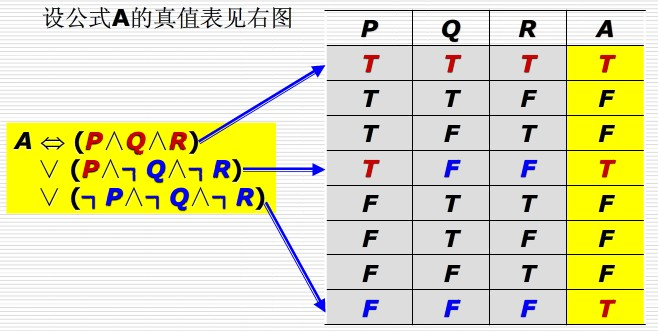 设公式A的真值表见右图
A ⇔ (P∧Q∧R)
∨ (P∧¬Q∧¬R)
∨ (¬P∧¬Q∧¬R)
P Q R A
T T T T
T T F F
T F T F
T F F T
F T T F
F T F F
F F T F
F F F T